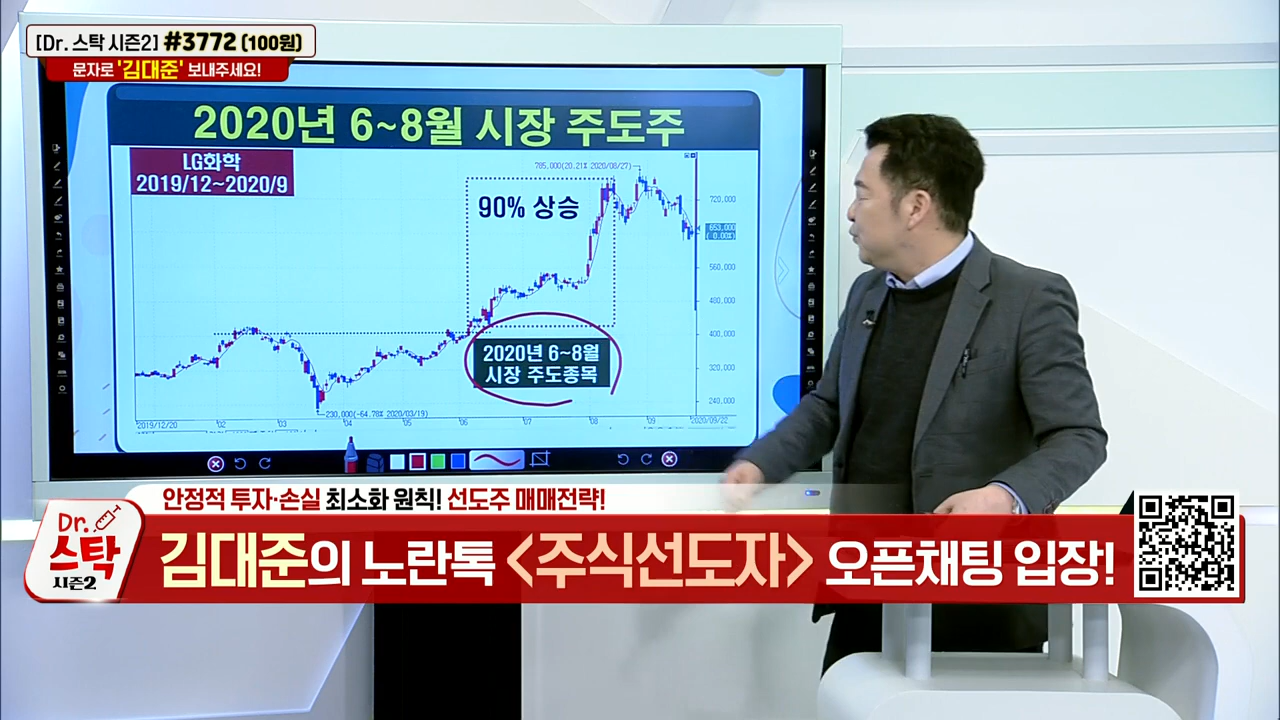 [Dr. 스탁 시즌2] #3772 (100원)
문자로 '김대준' 보내주세요!
2020년 6~8월 시장 주도주
LG화학
2019/12~2020/9
785,000(20.21% 2020/08/27)
90% 상승
720,000
653,000
( 0.00%)
560,000
480,000
400,000
320,000
240,000
2020년 6~8월
시장 주도종목
230,000(-64.78% 2020/03/19)
2019/12/20 02 03 04 05 06 07 08 09 2020/09/22
안정적 투자·손실 최소화 원칙! 선도주 매매전략!
Dr.
스탁
시즌2
김대준의 노란톡 <주식선도자> 오픈채팅 입장!